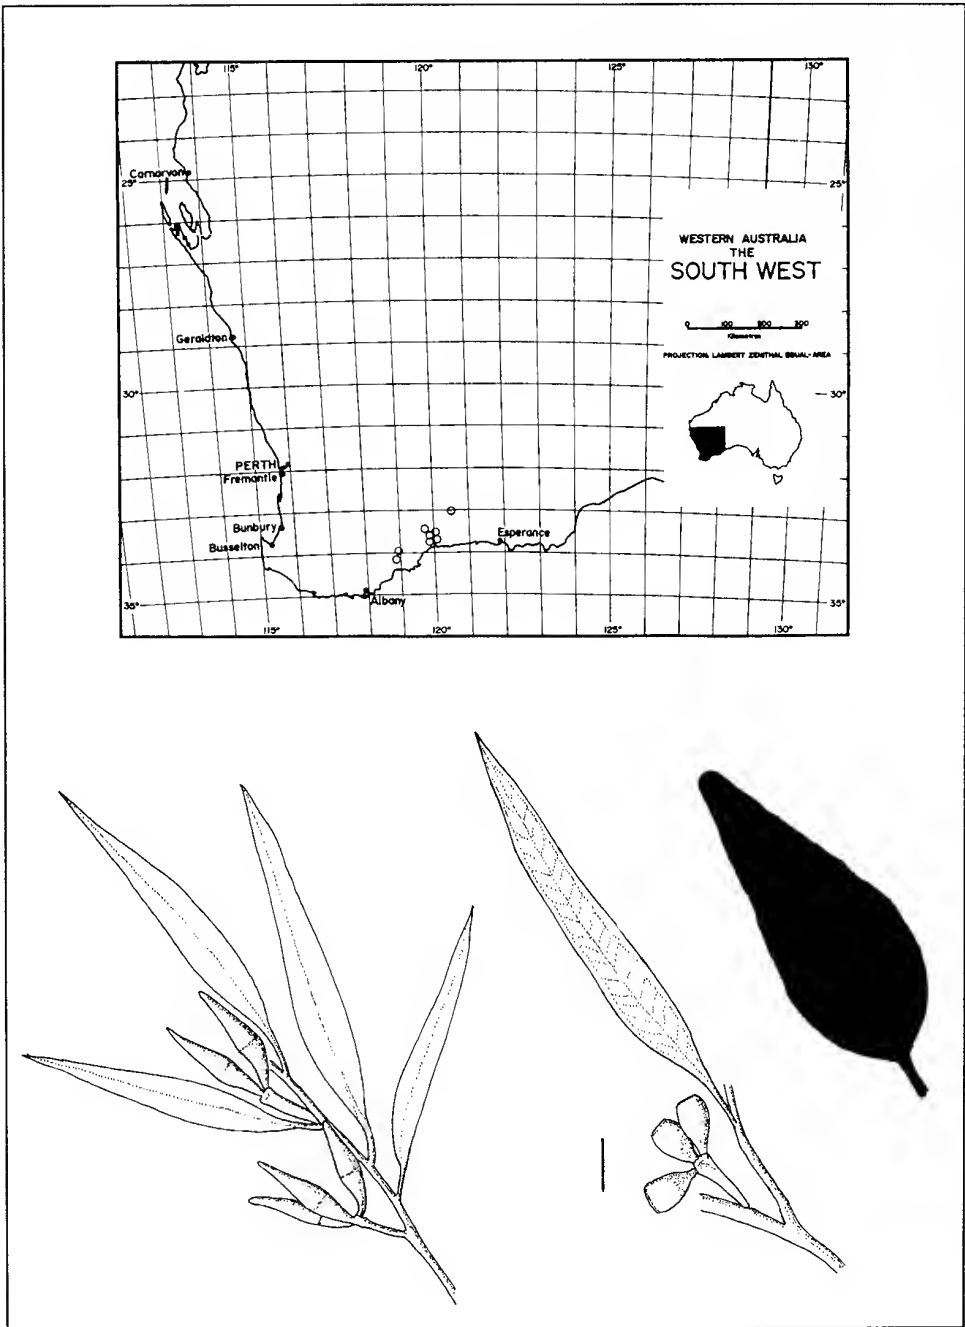 115° 120° 125° 130°
Carnarvon
25° 25°
WESTERN AUSTRALIA
THE
SOUTH WEST
Kilometres
Geraldton
PROJECTION LAMBERT ZENITHAL EQUAL-AREA
30° 30°
PERTH
Fremantle
Bunbury
Busselton
Esperance
Albany
35° 35°
115° 120° 125° 130°